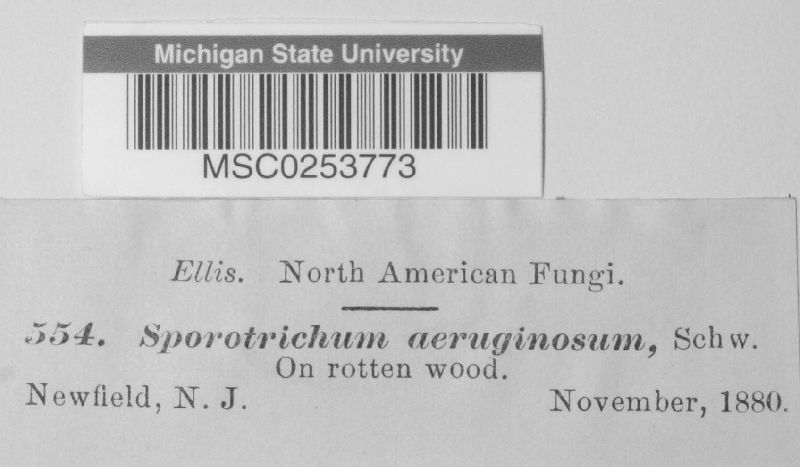 Michigan State University
MSC0253773
Ellis. North American Fungi.
554. Sporotrichum aeruginosum, Schw.
On rotten wood.
Newfield, N. J. November, 1880.